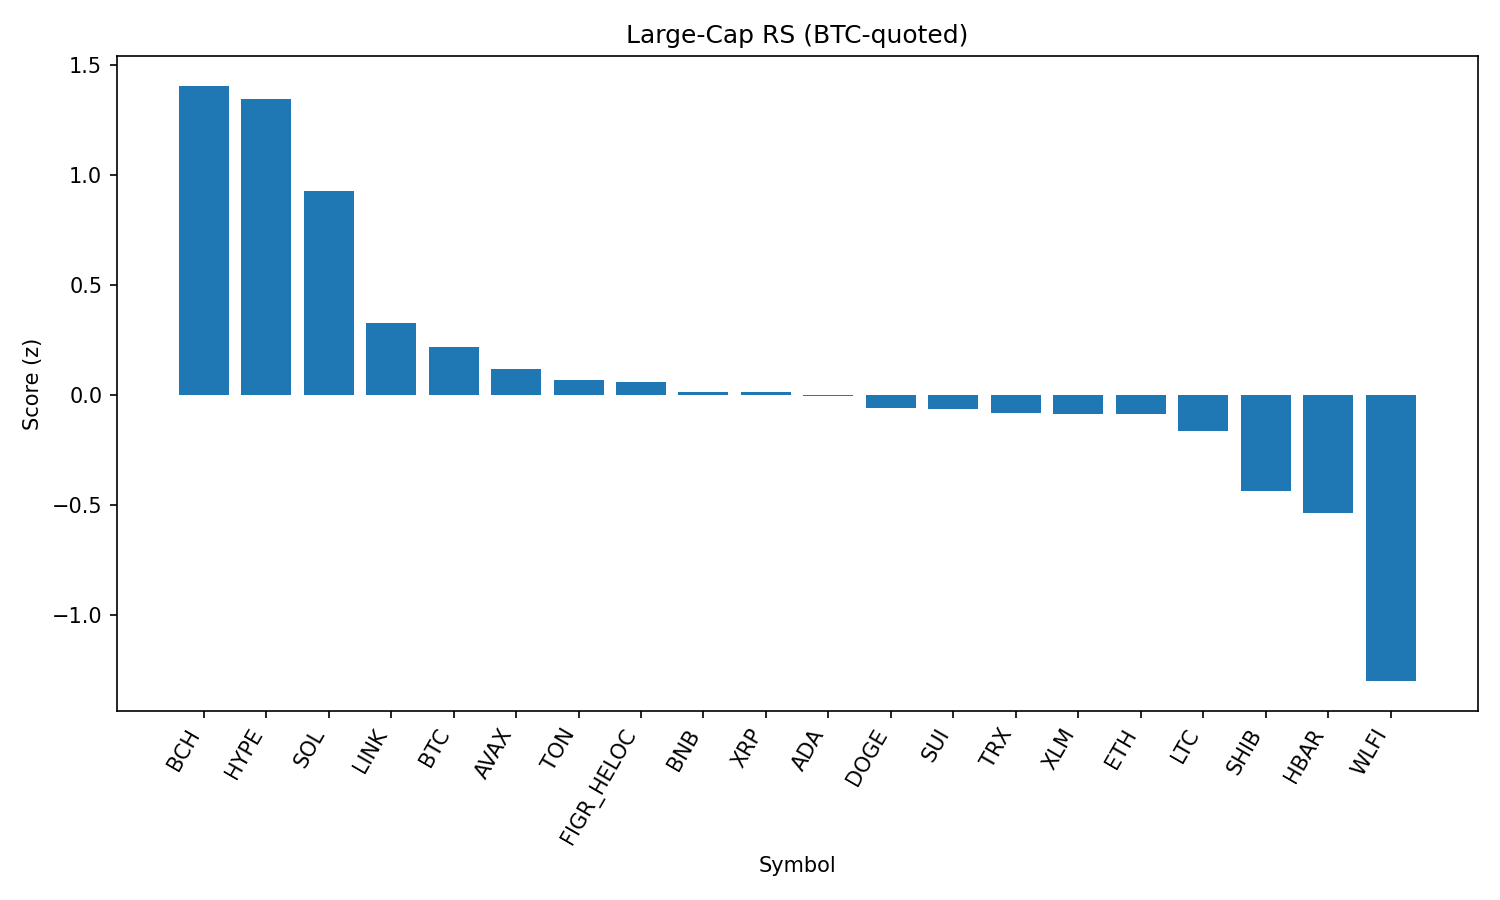 Large-Cap RS (BTC-quoted)
Score (z)
1.5
1.0
0.5
0.0
−0.5
−1.0
BCH
HYPE
SOL
LINK
BTC
AVAX
TON
FIGR_HELOC
BNB
XRP
ADA
DOGE
SUI
TRX
XLM
ETH
LTC
SHIB
HBAR
WLFI
Symbol